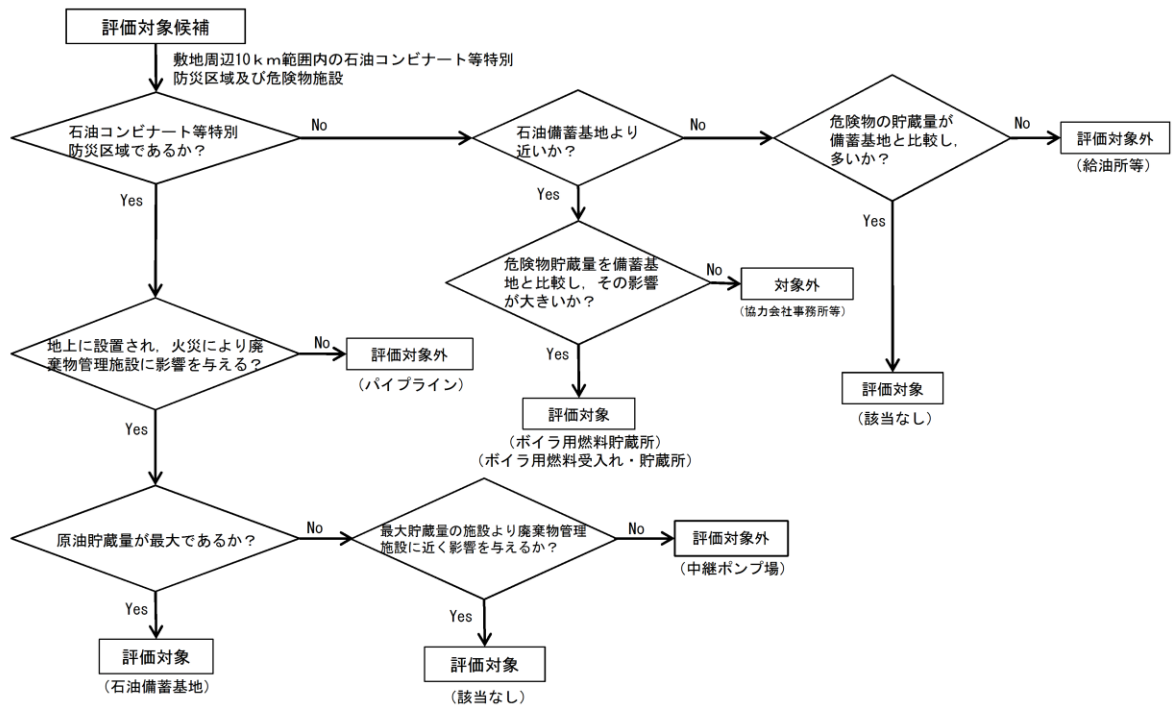 評価対象候補
敷地周辺10km範囲内の石油コンビナート等特別
防災区域及び危険物施設
石油コンビナート等特別
防災区域であるか？
No
石油備蓄基地より
近いか？
No
危険物の貯蔵量が
備蓄基地と比較し,
多いか？
No
評価対象外
(給油所等)
Yes
Yes
Yes
危険物貯蔵量を備蓄基
地と比較し，その影響
が大きいか？
No
対象外
(協力会社事務所等)
Yes
地上に設置され，火災により廃
棄物管理施設に影響を与える？
No
評価対象外
(パイプライン)
評価対象
(ボイラ用燃料貯蔵所)
(ボイラ用燃料受入れ・貯蔵所)
評価対象
(該当なし)
Yes
原油貯蔵量が最大であるか？
No
最大貯蔵量の施設より廃棄物管理
施設に近く影響を与えるか？
No
評価対象外
(中継ポンプ場)
Yes
Yes
評価対象
(石油備蓄基地)
評価対象
(該当なし)